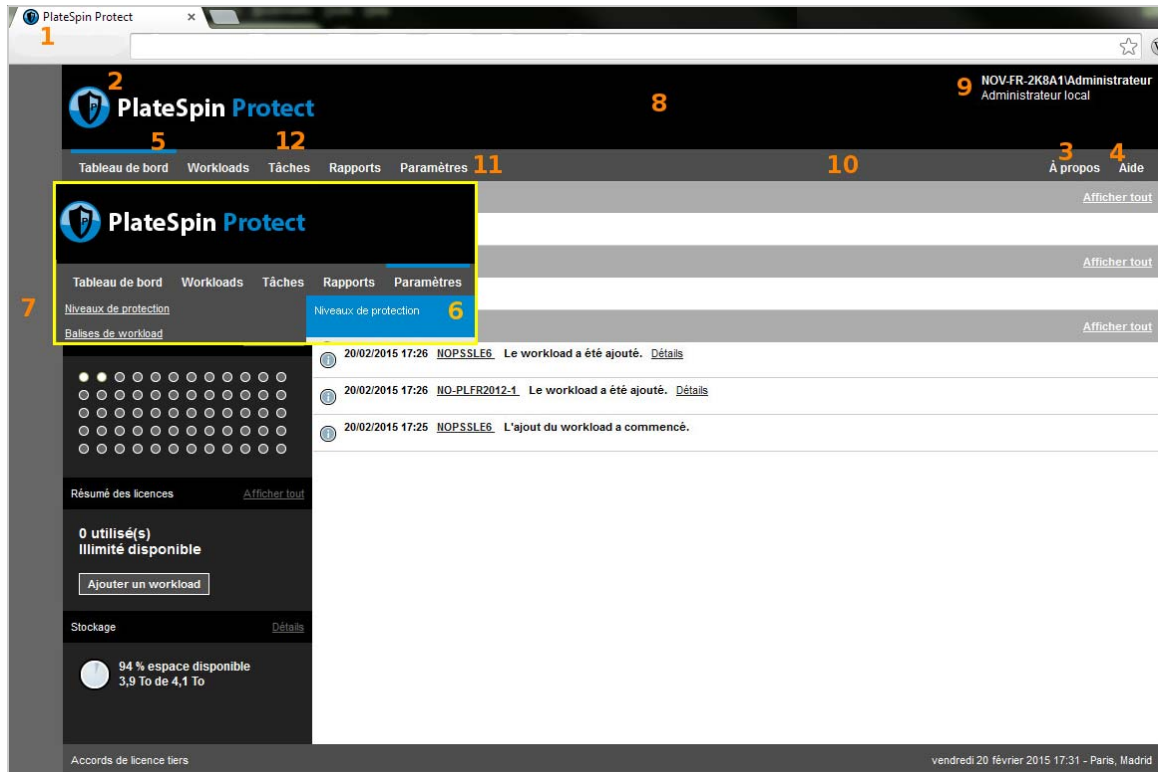 PlateSpin Protect ×
1
2
PlateSpin Protect
8
9
NOV-FR-2K8A1\Administrateur
Administrateur local
5 12
Tableau de bord Workloads Tâches Rapports Paramètres 11
10
3 4
À propos Aide
Afficher tout
PlateSpin Protect
Afficher tout
Tableau de bord Workloads Tâches Rapports Paramètres
7
Niveaux de protection
Niveaux de protection 6
Balises de workload
Afficher tout
20/02/2015 17:26 NOPSSLE6 Le workload a été ajouté. Détails
20/02/2015 17:26 NO-PLFR2012-1 Le workload a été ajouté. Détails
20/02/2015 17:25 NOPSSLE6 L'ajout du workload a commencé.
Résumé des licences Afficher tout
0 utilisé(s)
Illimité disponible
Ajouter un workload
Stockage Détails
94 % espace disponible
3,9 To de 4,1 To
Accords de licence tiers
vendredi 20 février 2015 17:31 - Paris, Madrid